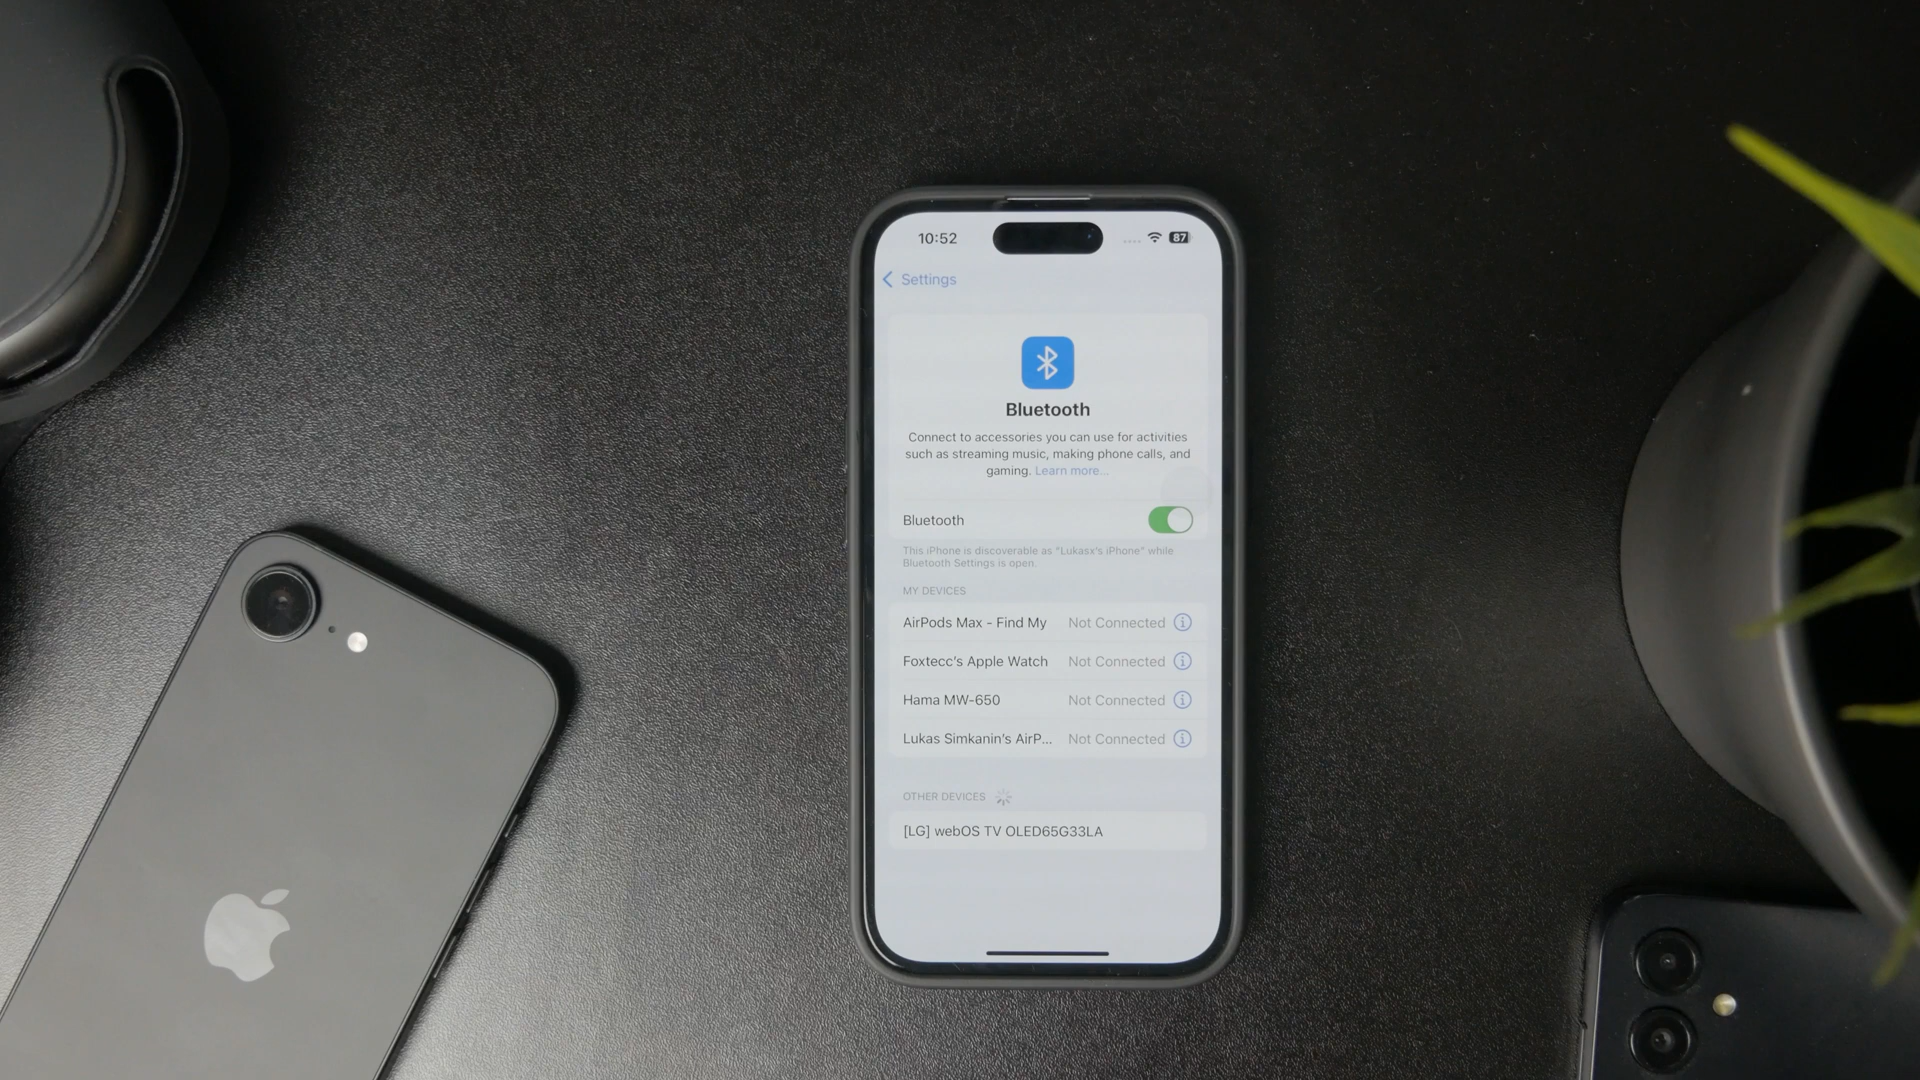 10:52
87
Settings
Bluetooth
Connect to accessories you can use for activities
such as streaming music, making phone calls, and
gaming. Learn more...
Bluetooth
This iPhone is discoverable as "Lukasx's iPhone" while
Bluetooth Settings is open.
MY DEVICES
AirPods Max - Find My Not Connected
Foxtecc's Apple Watch Not Connected
Hama MW-650 Not Connected
Lukas Simkanin's AirP... Not Connected
OTHER DEVICES
[LG] webOS TV OLED65G33LA